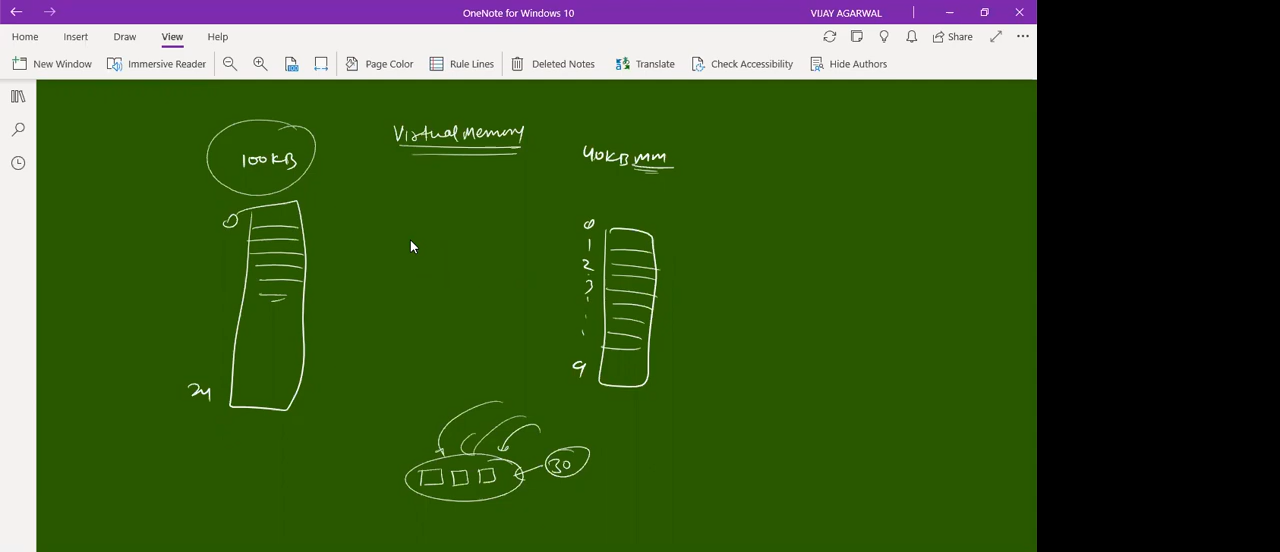 OneNote for Windows 10
VIJAY AGARWAL
Home Insert Draw View Help
Share
New Window Immersive Reader Page Color Rule Lines Deleted Notes Translate Check Accessibility Hide Authors
Virtual Memory
100KB
40KB MM
0
0
1
2
3
9
24
30